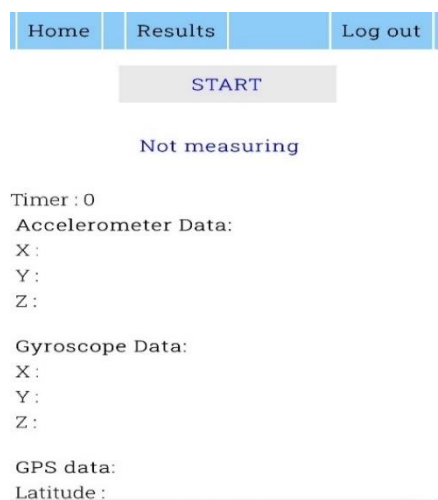 Home Results Log out
START
Not measuring
Timer : 0
Accelerometer Data:
X :
Y :
Z :
Gyroscope Data:
X :
Y :
Z :
GPS data:
Latitude :